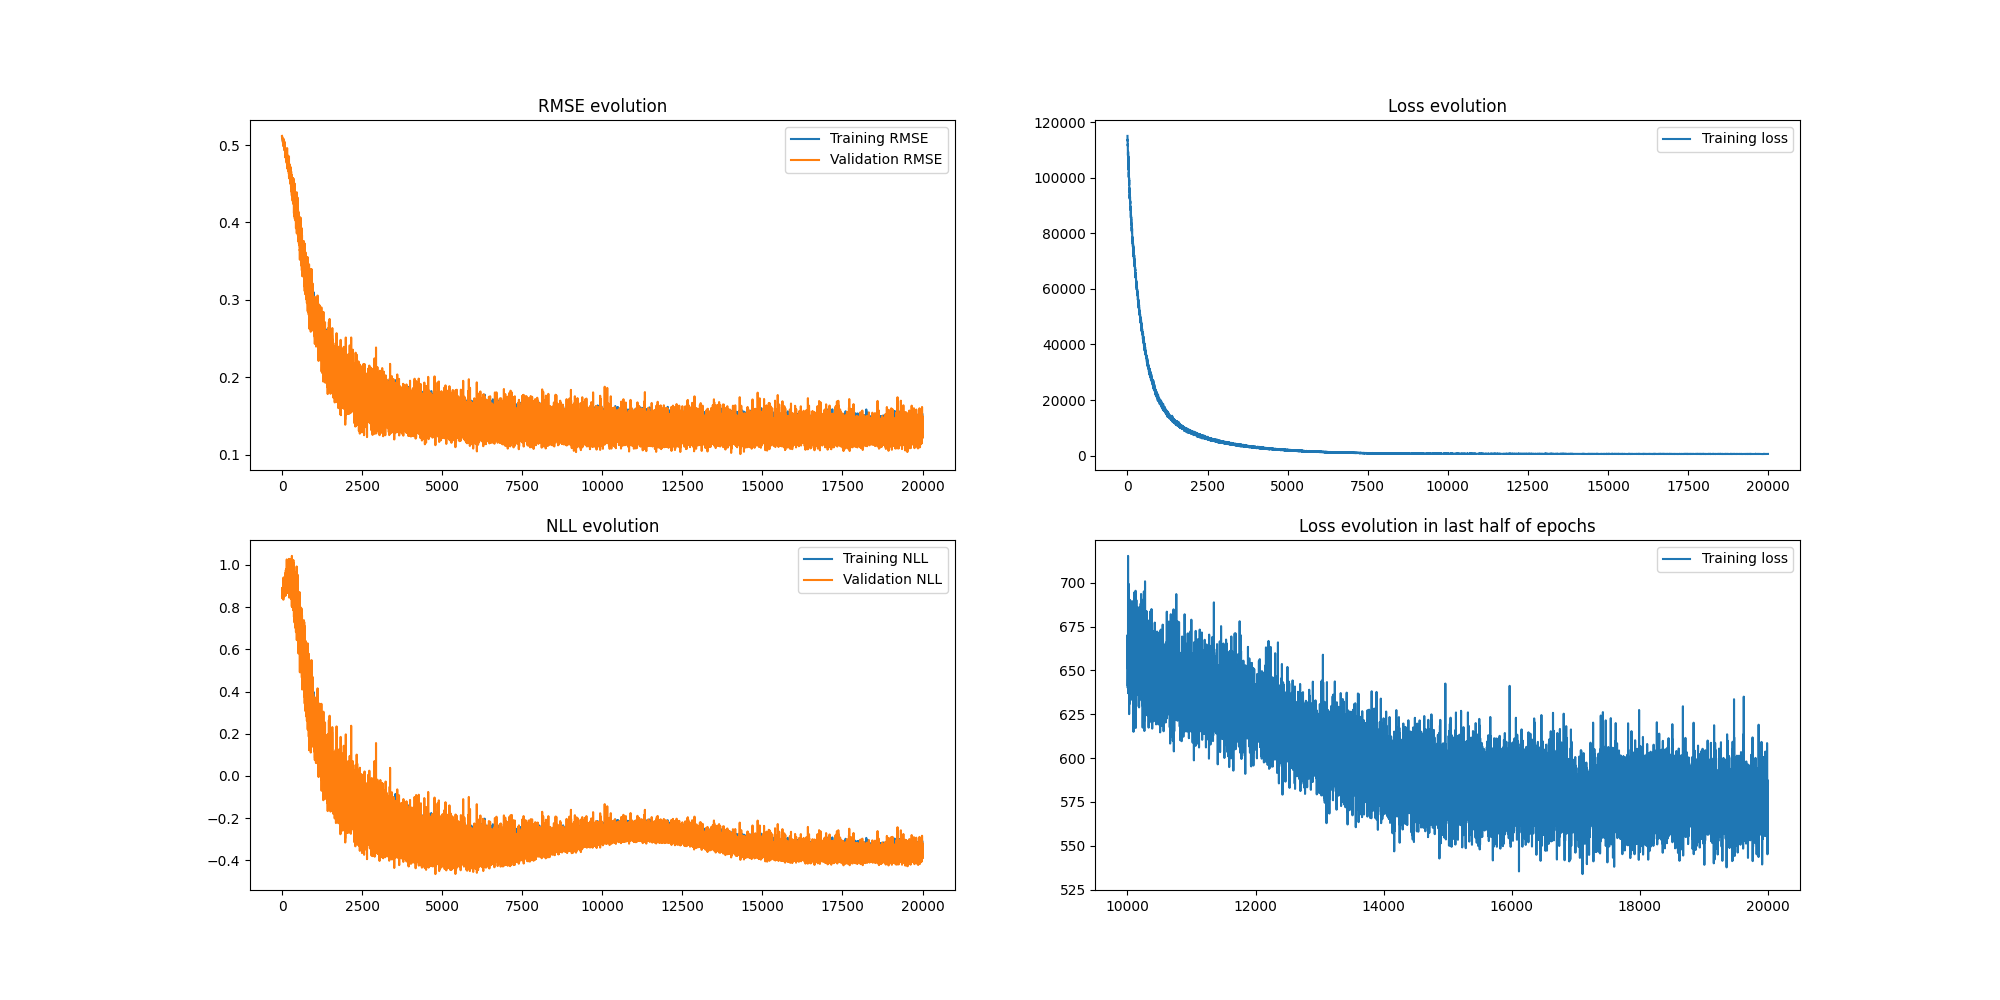 RMSE evolution
0.5
0.4
0.3
0.2
0.1
0 2500 5000 7500 10000 12500 15000 17500 20000
Training RMSE
Validation RMSE
Loss evolution
120000
100000
80000
60000
40000
20000
0
0 2500 5000 7500 10000 12500 15000 17500 20000
Training loss
NLL evolution
1.0
0.8
0.6
0.4
0.2
0.0
−0.2
−0.4
0 2500 5000 7500 10000 12500 15000 17500 20000
Training NLL
Validation NLL
Loss evolution in last half of epochs
700
675
650
625
600
575
550
525
10000 12000 14000 16000 18000 20000
Training loss